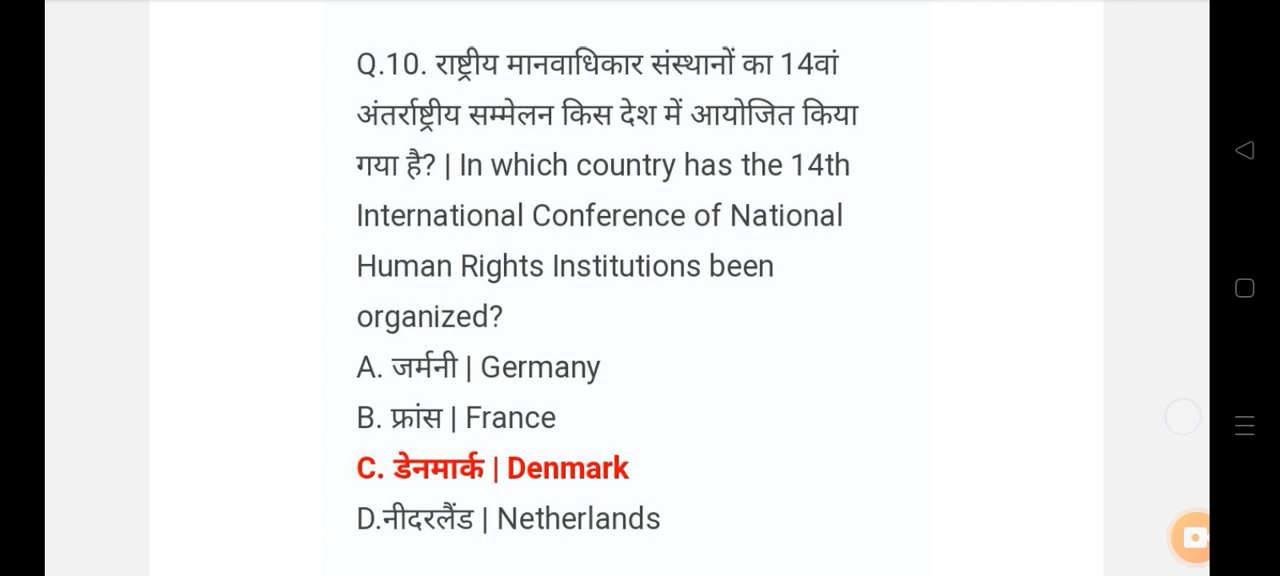 Q.10. राष्ट्रीय मानवाधिकार संस्थानों का 14वां
अंतर्राष्ट्रीय सम्मेलन किस देश में आयोजित किया
गया है? | In which country has the 14th
International Conference of National
Human Rights Institutions been
organized?
A. जर्मनी | Germany
B. फ्रांस | France
C. डेनमार्क | Denmark
D.नीदरलैंड | Netherlands